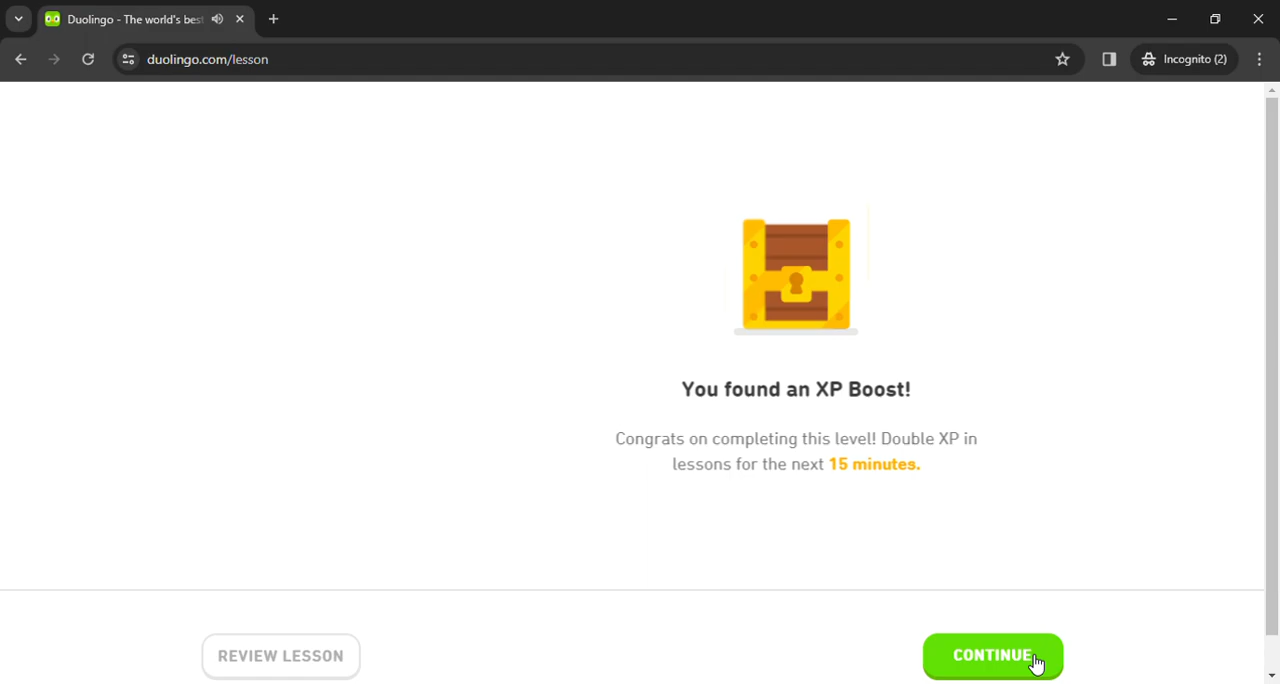 Duolingo - The world's best
duolingo.com/lesson
Incognito (2)
You found an XP Boost!
Congrats on completing this level! Double XP in
lessons for the next 15 minutes.
REVIEW LESSON
CONTINUE